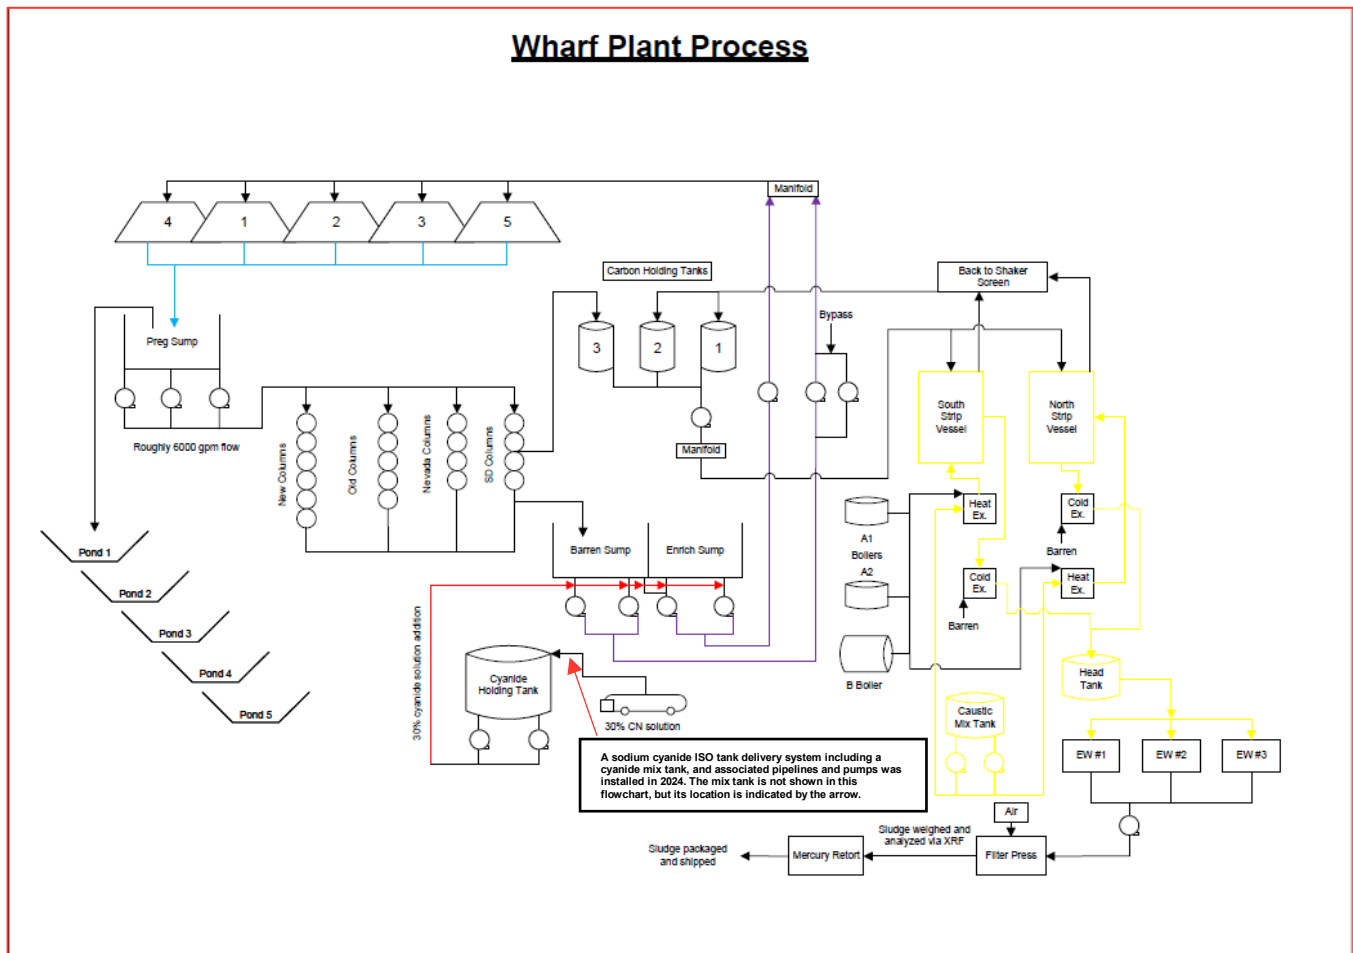 Wharf Plant Process
Manifold
4
1
2
3
5
Carbon Holding Tanks
Back to Shaker
Screen
Bypass
Preg Sump
3
2
1
South
Strip
Vessel
North
Strip
Vessel
Roughly 6000 gpm flow
New Columns
Old Columns
Nevada Columns
SD Columns
Manifold
Heat
Ex.
Cold
Ex.
A1
Boilers
A2
Barren
Pond 1
Pond 2
Pond 3
Pond 4
Pond 5
Barren Sump
Enrich Sump
Cold
Ex.
Heat
Ex.
Barren
30% cyanide solution addition
Cyanide
Holding Tank
30% CN solution
B Boiler
Head
Tank
Caustic
Mix Tank
A sodium cyanide ISO tank delivery system including a
cyanide mix tank, and associated pipelines and pumps was
installed in 2024. The mix tank is not shown in this
flowchart, but its location is indicated by the arrow.
EW #1
EW #2
EW #3
Air
Sludge weighed and
analyzed via XRF
Sludge packaged
and shipped
Mercury Retort
Filter Press